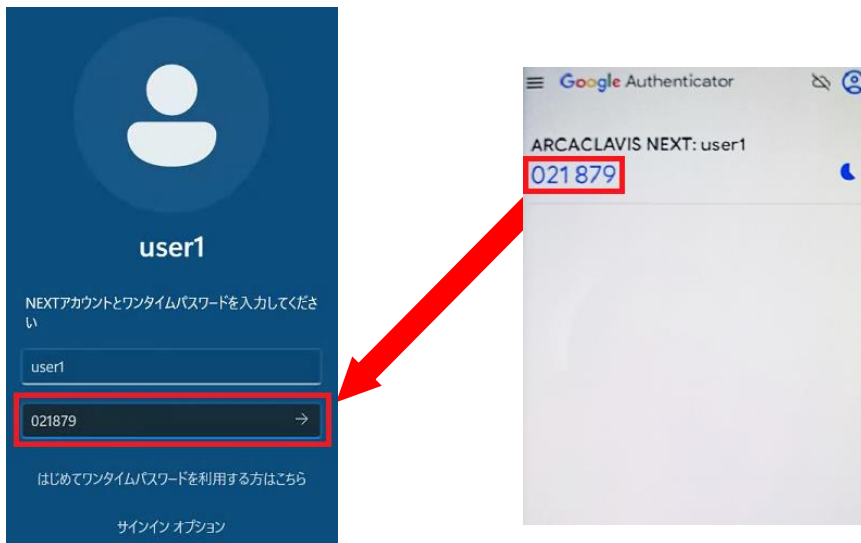 user1
NEXTアカウントとワンタイムパスワードを入力してくださ
い
user1
021879
はじめてワンタイムパスワードを利用する方はこちら
サインイン オプション
Google Authenticator
ARCACLAVIS NEXT: user1
021 879